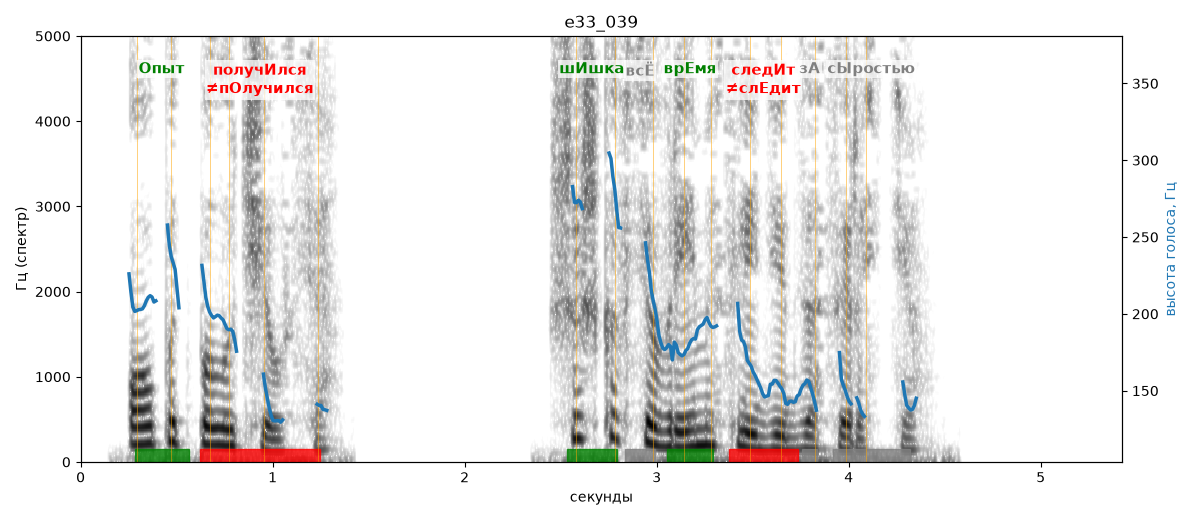 e33_039
Опыт
получИлся
≠пОлучился
шИшка
всЁ
врЕмя
следИт
≠слЕдит
зА
сЫростью
5000
4000
3000
2000
1000
0
Гц (спектр)
350
300
250
200
150
высота голоса, Гц
0
1
2
3
4
5
секунды